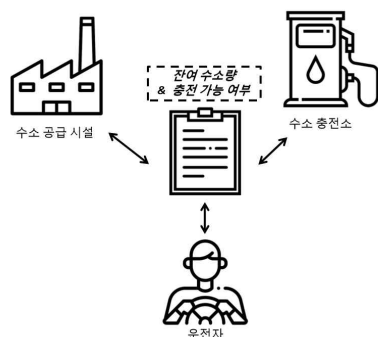 잔여 수소량
& 충전 가능 여부
수소 공급 시설
수소 충전소
운전자